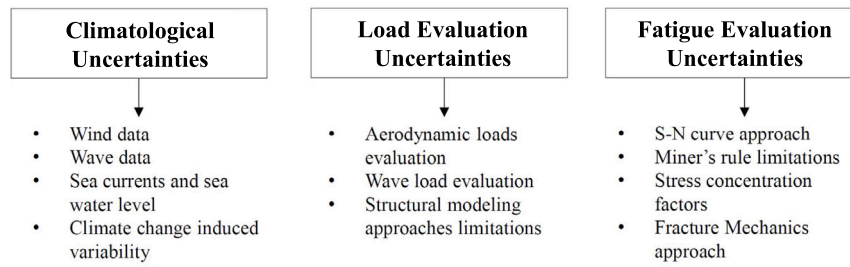 Climatological
Uncertainties
• Wind data
• Wave data
• Sea currents and sea
water level
• Climate change induced
variability
Load Evaluation
Uncertainties
• Aerodynamic loads
evaluation
• Wave load evaluation
• Structural modeling
approaches limitations
Fatigue Evaluation
Uncertainties
• S-N curve approach
• Miner's rule limitations
• Stress concentration
factors
• Fracture Mechanics
approach